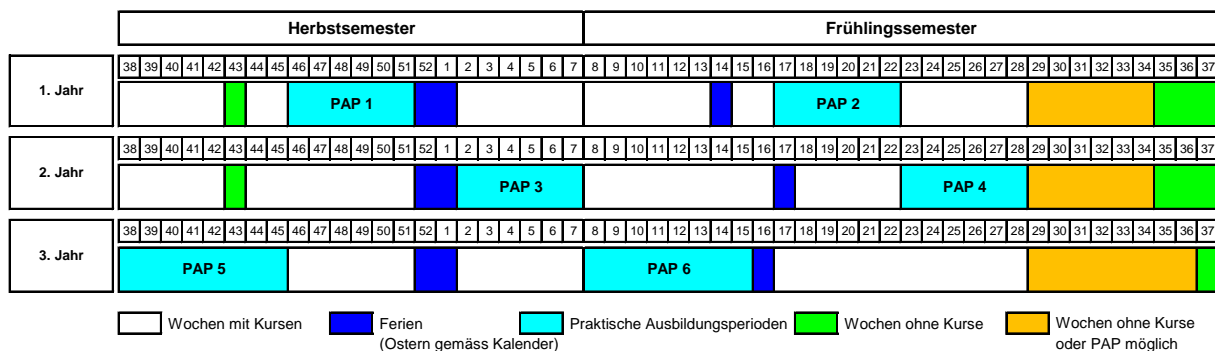 Herbstsemester Frühlingssemester
38 39 40 41 42 43 44 45 46 47 48 49 50 51 52 1 2 3 4 5 6 7 8 9 10 11 12 13 14 15 16 17 18 19 20 21 22 23 24 25 26 27 28 29 30 31 32 33 34 35 36 37
1. Jahr PAP 1 PAP 2
38 39 40 41 42 43 44 45 46 47 48 49 50 51 52 1 2 3 4 5 6 7 8 9 10 11 12 13 14 15 16 17 18 19 20 21 22 23 24 25 26 27 28 29 30 31 32 33 34 35 36 37
2. Jahr PAP 3 PAP 4
38 39 40 41 42 43 44 45 46 47 48 49 50 51 52 1 2 3 4 5 6 7 8 9 10 11 12 13 14 15 16 17 18 19 20 21 22 23 24 25 26 27 28 29 30 31 32 33 34 35 36 37
3. Jahr PAP 5 PAP 6
Wochen mit Kursen Ferien Praktische Ausbildungsperioden Wochen ohne Kurse Wochen ohne Kurse
(Ostern gemäss Kalender) oder PAP möglich